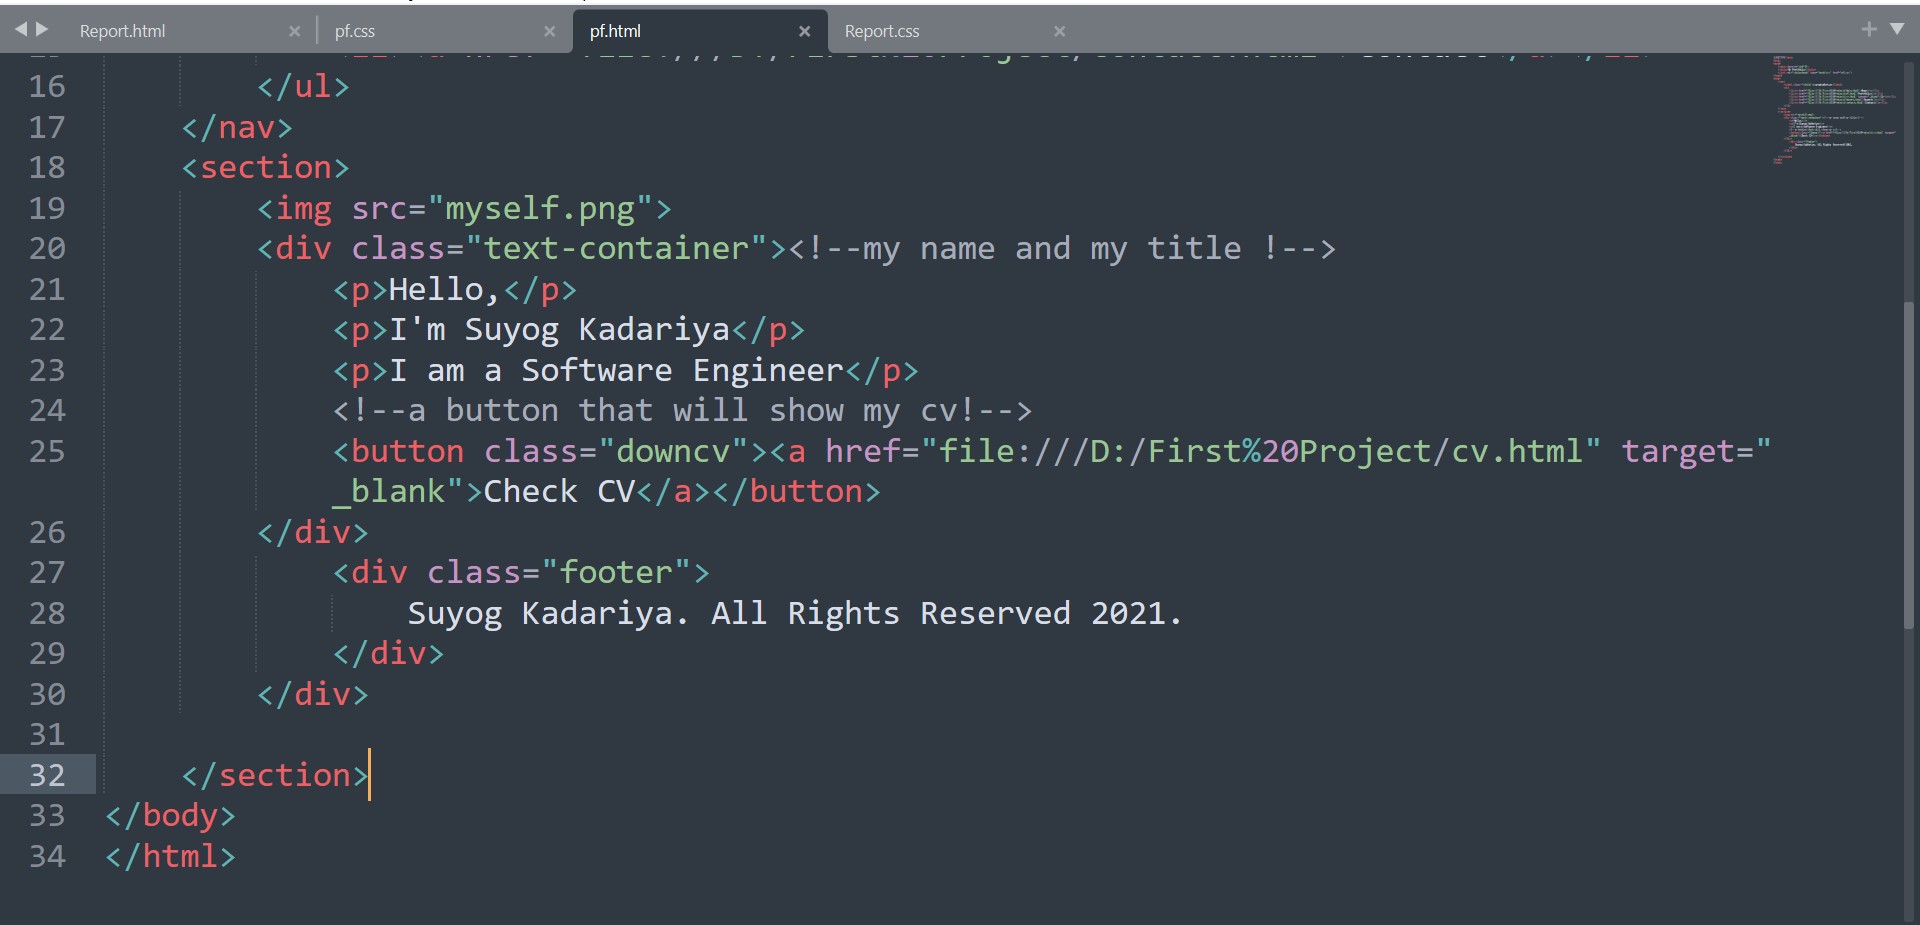 Report.html × pf.css × pf.html × Report.css × +
16 </ul>
17 </nav>
18 <section>
19 <img src="myself.png">
20 <div class="text-container"><!--my name and my title !-->
21 <p>Hello,</p>
22 <p>I'm Suyog Kadariya</p>
23 <p>I am a Software Engineer</p>
24 <!--a button that will show my cv!-->
25 <button class="downcv"><a href="file:///D:/First%20Project/cv.html" target="
_blank">Check CV</a></button>
26 </div>
27 <div class="footer">
28 Suyog Kadariya. All Rights Reserved 2021.
29 </div>
30 </div>
31
32 </section>
33 </body>
34 </html>